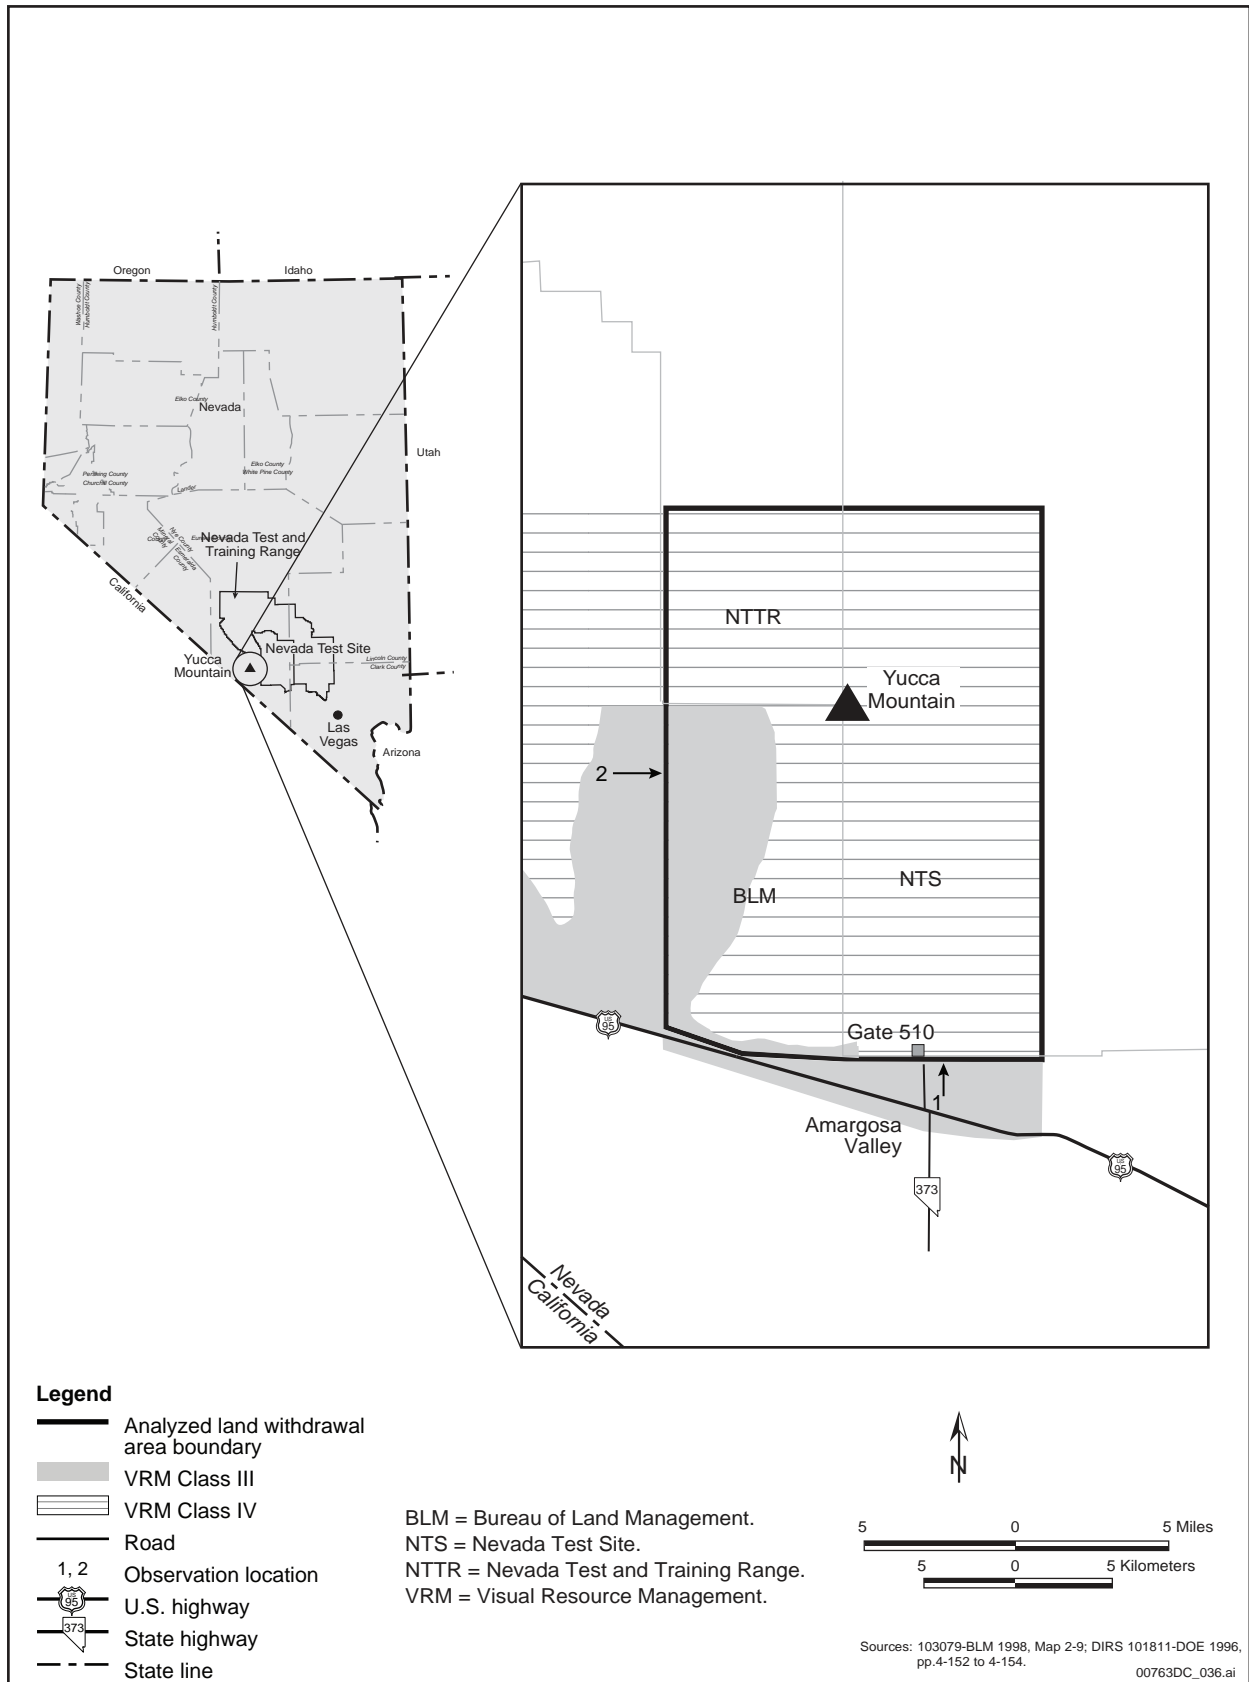 Oregon
Idaho
Washoe County
Humboldt County
Humboldt County
Elko County
Nevada
Utah
Elko County
White Pine County
Pershing County
Churchill County
Lander
Nye County
Mineral
County
Esmeralda
County
Nevada Test and
Training Range
California
Nevada Test Site
Yucca
Mountain
Lincoln County
Clark County
Las
Vegas
Arizona
NTTR
Yucca
Mountain
2
NTS
BLM
US
95
Gate 510
1
Amargosa
Valley
US
95
373
Nevada
California
Legend
Analyzed land withdrawal
area boundary
VRM Class III
VRM Class IV
Road
1, 2 Observation location
US
95
U.S. highway
373
State highway
State line
BLM = Bureau of Land Management.
NTS = Nevada Test Site.
NTTR = Nevada Test and Training Range.
VRM = Visual Resource Management.
N
5 0 5 Miles
5 0 5 Kilometers
Sources: 103079-BLM 1998, Map 2-9; DIRS 101811-DOE 1996,
pp.4-152 to 4-154.
00763DC_036.ai